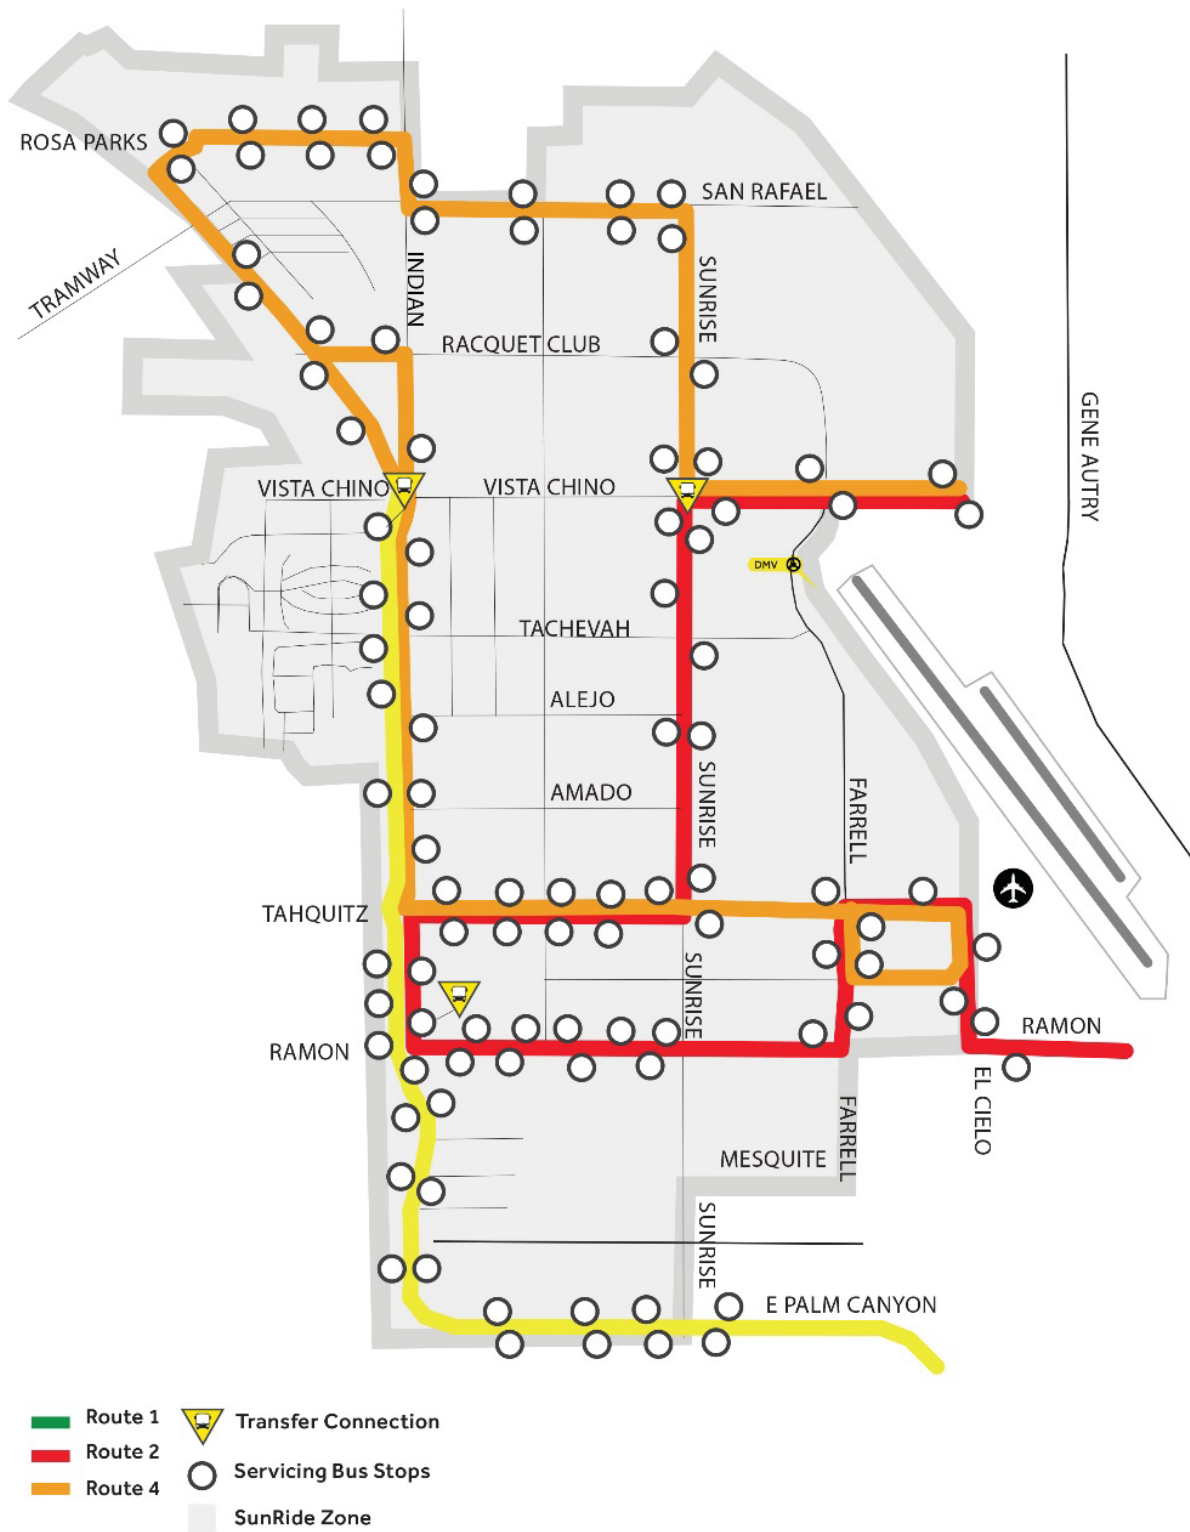 ROSA PARKS
SAN RAFAEL
TRAMWAY
INDIAN
SUNRISE
RACQUET CLUB
GENE AUTRY
VISTA CHINO
VISTA CHINO
DMV
TACHEVAH
ALEJO
SUNRISE
FARRELL
AMADO
TAHQUITZ
SUNRISE
RAMON
RAMON
EL CIELO
FARRELL
MESQUITE
SUNRISE
E PALM CANYON
Route 1
Route 2
Route 4
Transfer Connection
Servicing Bus Stops
SunRide Zone